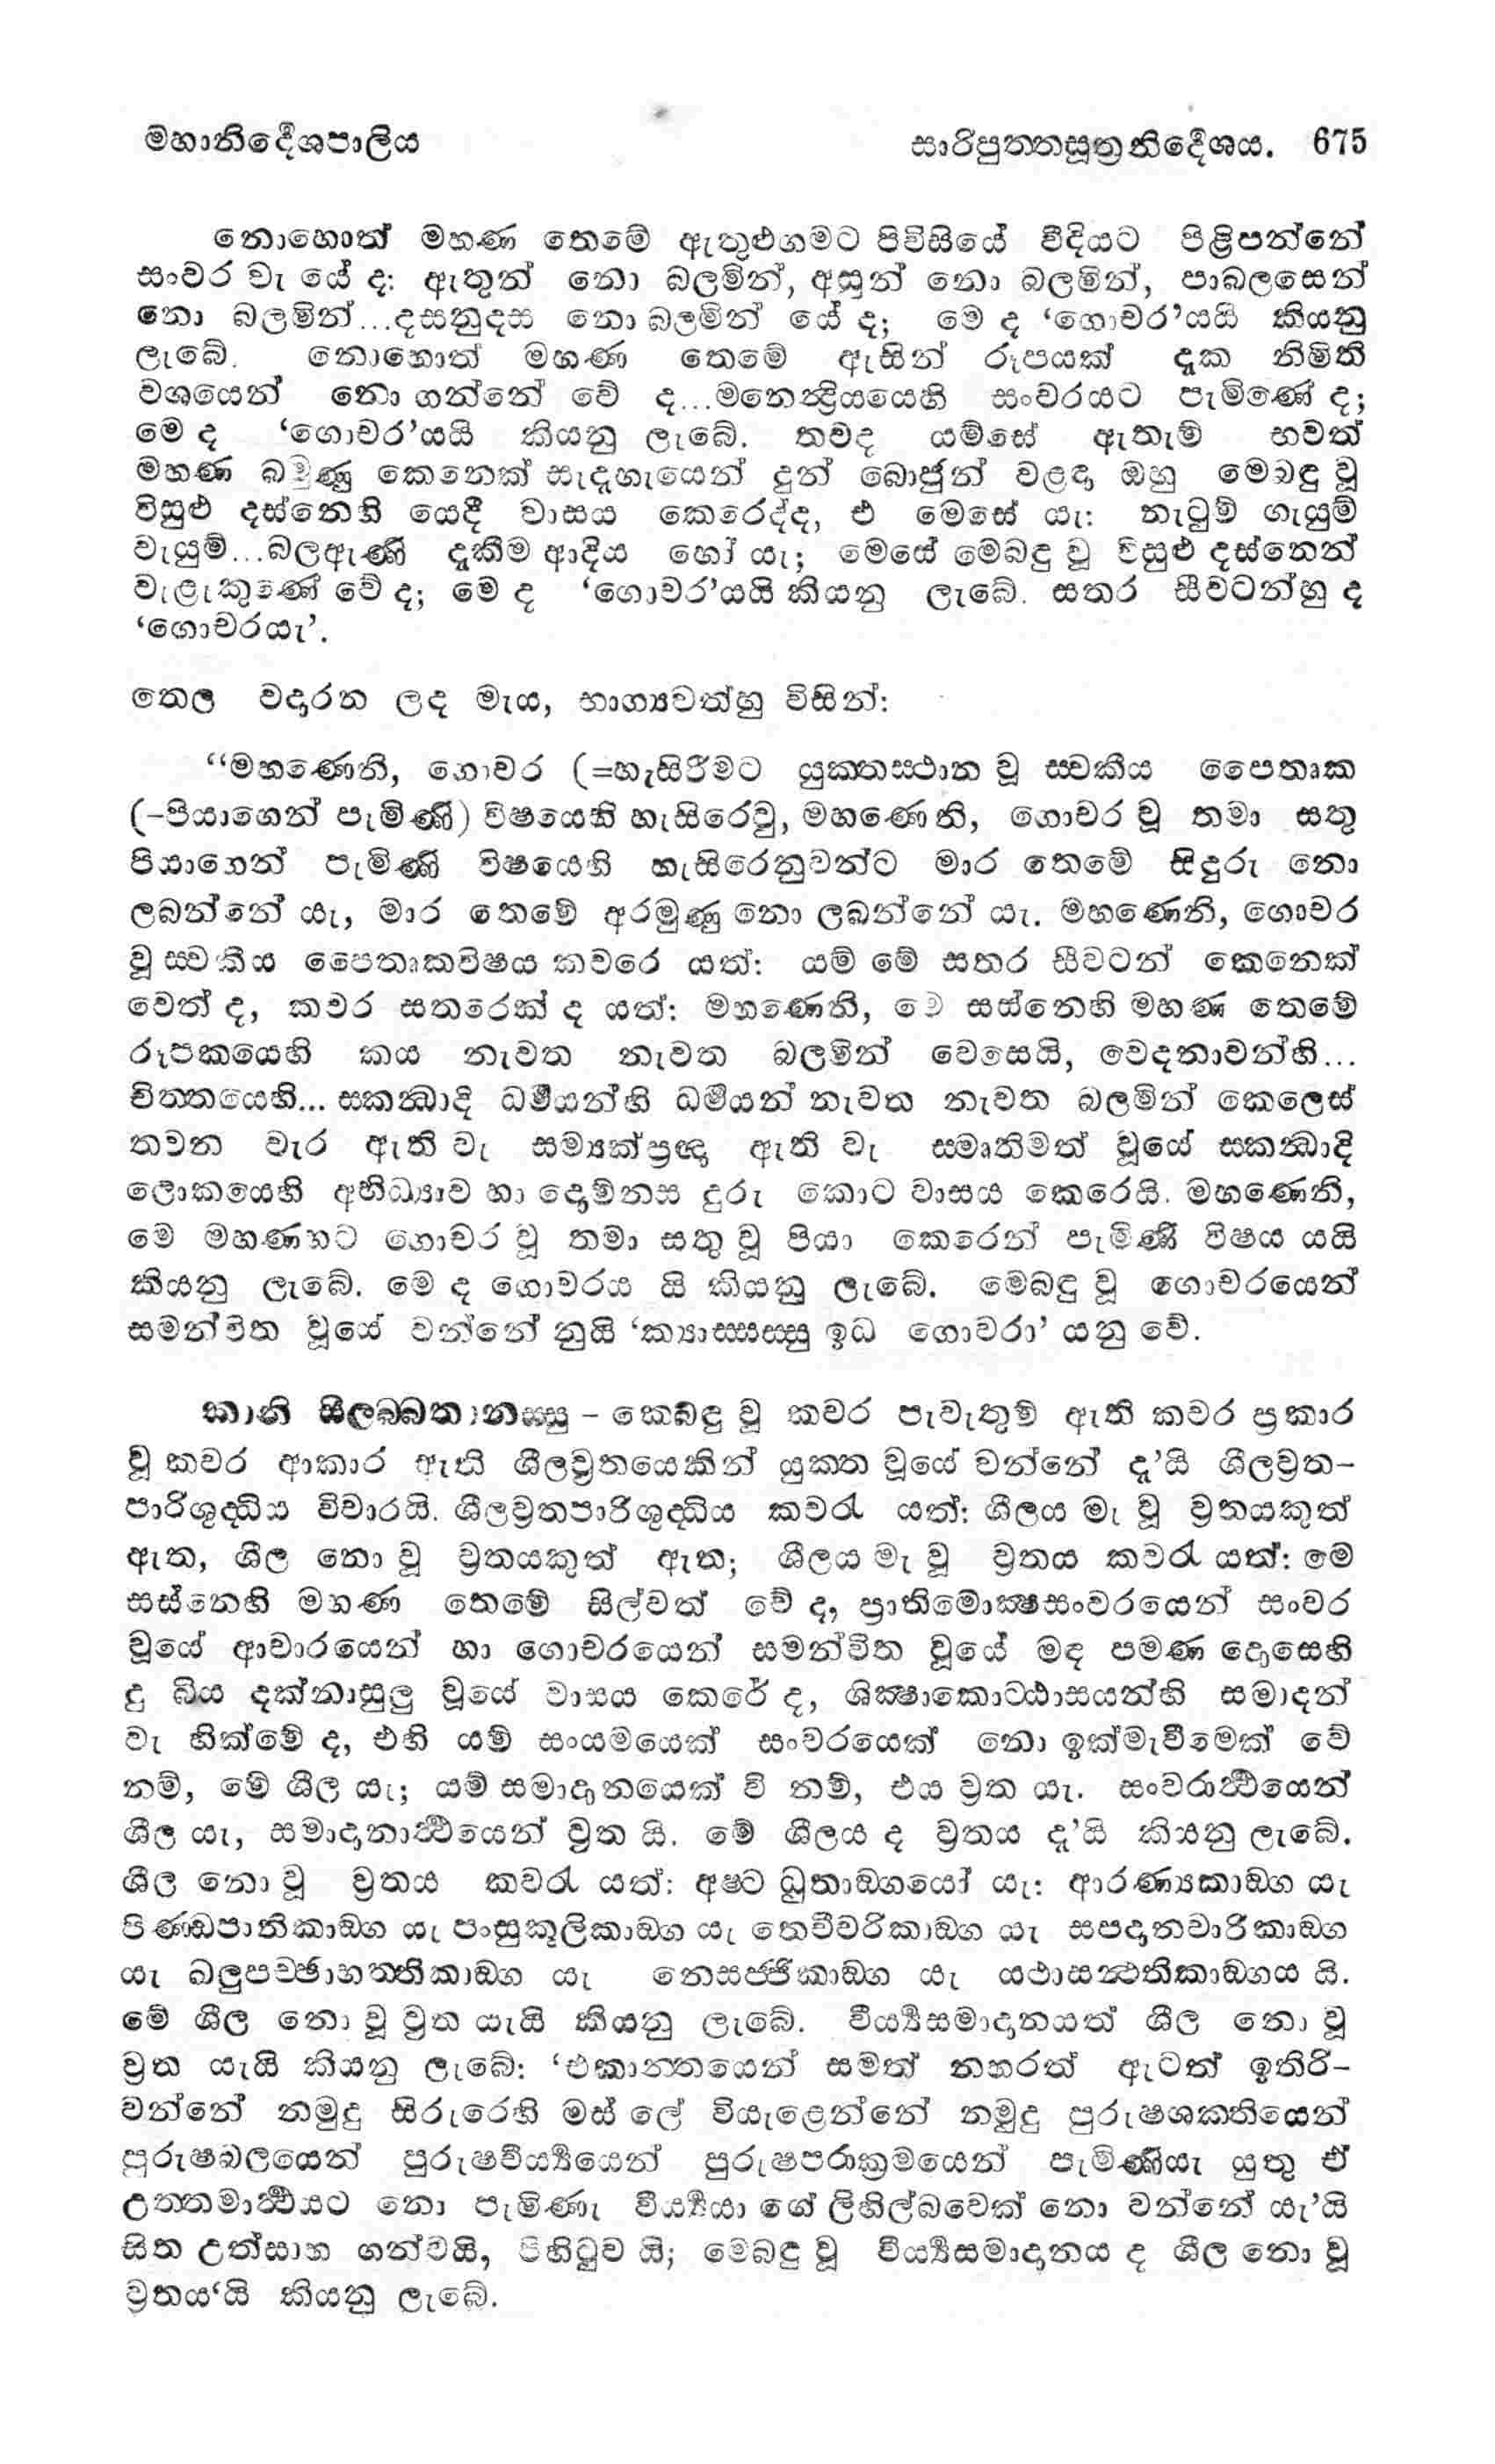 මහානිර්දේශපාලිය
සාරිපුත්තසූත්‍රනිර්දේශය. 675
නොහොත් මහණ තෙමේ ඇතුළුගමට පිවිසියේ වීදියට පිළිපන්නේ
සංවර වැ යේ ද: ඇතුන් නො බලමින්, අසුන් නො බලමින්, පාබලසෙන්
නො බලමින්...දසනුදස නො බලමින් යේ ද; මෙ ද ‘ගොචර’යයි කියනු
ලැබේ. නොහොත් මහණ තෙමේ ඇසින් රූපයක් දැක නිමිති
වශයෙන් නො ගන්නේ වේ ද...මනෙන්‍ද්‍රියයෙහි සංවරයට පැමිණේ ද;
මෙ ද ‘ගොචර’යයි කියනු ලැබේ. තවද යම්සේ ඇතැම් භවත්
මහණ බමුණු කෙනෙක් සැදැහැයෙන් දුන් බොජුන් වළඳා ඔහු මෙබඳු වූ
විසුළු දස්නෙහි යෙදී වාසය කෙරෙද්ද, එ මෙසේ යැ: නැටුම් ගැයුම්
වැයුම්...බලඇණි දැකීම ආදිය හෝ යැ; මෙසේ මෙබඳු වූ විසුළු දස්නෙන්
වැළැකුණේ වේ ද; මෙ ද ‘ගොචර’යයි කියනු ලැබේ. සතර සීවටන්හු ද
‘ගොචරයැ’.
තෙල වදාරන ලද මැය, භාග්‍යවත්හු විසින්:
“මහණෙනි, ගොචර (=හැසිරීමට යුක්තස්ථාන වූ ස්වකීය පෛතෘක
(-පියාගෙන් පැමිණි) විෂයෙහි හැසිරෙවු, මහණෙනි, ගොචර වූ තමා සතු
පියාගෙන් පැමිණි විෂයෙහි හැසිරෙනුවන්ට මාර තෙමේ සිදුරු නො
ලබන්නේ යැ, මාර තෙමේ අරමුණු නො ලබන්නේ යැ. මහණෙනි, ගොචර
වූ ස්වකීය පෛතෘකවිෂය කවරෙ යත්: යම් මේ සතර සීවටන් කෙනෙක්
වෙත් ද, කවර සතරෙක් ද යත්: මහණෙනි, මෙ සස්නෙහි මහණ තෙමේ
රූපකයෙහි කය නැවත නැවත බලමින් වෙසෙයි, වේදනාවන්හි...
චිත්තයෙහි... ස්කන්‍ධාදි ධර්‍මයන්හි ධර්‍මයන් නැවත නැවත බලමින් කෙලෙස්
තවන වැර ඇති වැ සම්‍යක්ප්‍රඥා ඇති වැ ස්මෘතිමත් වූයේ ස්කන්‍ධාදි
ලොකයෙහි අභිධ්‍යාව හා දොම්නස දුරු කොට වාසය කෙරෙයි. මහණෙනි,
මෙ මහණහට ගොචර වූ තමා සතු වූ පියා කෙරෙන් පැමිණි විෂය යයි
කියනු ලැබේ. මෙ ද ගොචරය යි කියනු ලැබේ. මෙබඳු වූ ගොචරයෙන්
සමන්විත වූයේ වන්නේ නුයි ‘ක්‍යාස්සස්සු ඉධ ගොචරා’ යනු වේ.
කානි සීලබ්බතානස්සු – කෙබඳු වූ කවර පැවැතුම් ඇති කවර ප්‍රකාර
වූ කවර ආකාර ඇති ශීලව්‍රතයෙකින් යුක්ත වූයේ වන්නේ දැ’යි ශීලව්‍රත-
පාරිශුද්ධිය විචාරයි. ශීලව්‍රතපාරිශුද්ධිය කවරැ යත්: ශීලය මැ වූ ව්‍රතයකුත්
ඇත, ශීල නො වූ ව්‍රතයකුත් ඇත; ශීලය මැ වූ ව්‍රතය කවරැ යත්: මෙ
සස්නෙහි මහණ තෙමේ සිල්වත් වේ ද, ප්‍රාතිමොක්ෂසංවරයෙන් සංවර
වූයේ ආචාරයෙන් හා ගොචරයෙන් සමන්විත වූයේ මඳ පමණ දොසෙහි
දු බිය දක්නාසුලු වූයේ වාසය කෙරේ ද, ශික්ෂාකොට්ඨාසයන්හි සමාදන්
වැ හික්මේ ද, එහි යම් සංයමයෙක් සංවරයෙක් නො ඉක්මැවීමෙක් වේ
නම්, මේ ශීල යැ; යම් සමාදානයෙක් වී නම්, එය ව්‍රත යැ. සංවරාර්‍ථයෙන්
ශීල යැ, සමාදානාර්‍ථයෙන් ව්‍රත යි. මේ ශීලය ද ව්‍රතය දැ’යි කියනු ලැබේ.
ශීල නො වූ ව්‍රතය කවරැ යත්: අෂ්ට ධුතාඞ්ගයෝ යැ: ආරණ්‍යකාඞ්ග යැ
පිණ්ඩපාතිකාඞ්ග යැ පංසුකූලිකාඞ්ග යැ තෙචීවරිකාඞ්ග යැ සපදානචාරිකාඞ්ග
යැ ඛලුපච්ඡාභත්තිකාඞ්ග යැ නෙසජ්ජිකාඞ්ග යැ යථාසන්‍ථතිකාඞ්ගය යි.
මේ ශීල නො වූ ව්‍රත යැයි කියනු ලැබේ. වීර්‍ය්‍යසමාදානයත් ශීල නො වූ
ව්‍රත යැයි කියනු ලැබේ: ‘එකාන්තයෙන් සමත් නහරත් ඇටත් ඉතිරි-
වන්නේ නමුදු සිරුරෙහි මස් ලේ වියැළෙන්නේ නමුදු පුරුෂශක්තියෙන්
පුරුෂබලයෙන් පුරුෂවීර්‍ය්‍යයෙන් පුරුෂපරාක්‍රමයෙන් පැමිණියැ යුතු ඒ
උත්තමාර්‍ථයට නො පැමිණැ වීර්‍ය්‍යයා ගේ ලිහිල්බවෙක් නො වන්නේ යැ’යි
සිත උත්සාහ ගන්වයි, පිහිටුව යි; මෙබඳු වූ වීර්‍ය්‍යසමාදානය ද ශීල නො වූ
ව්‍රතය‘යි කියනු ලැබේ.